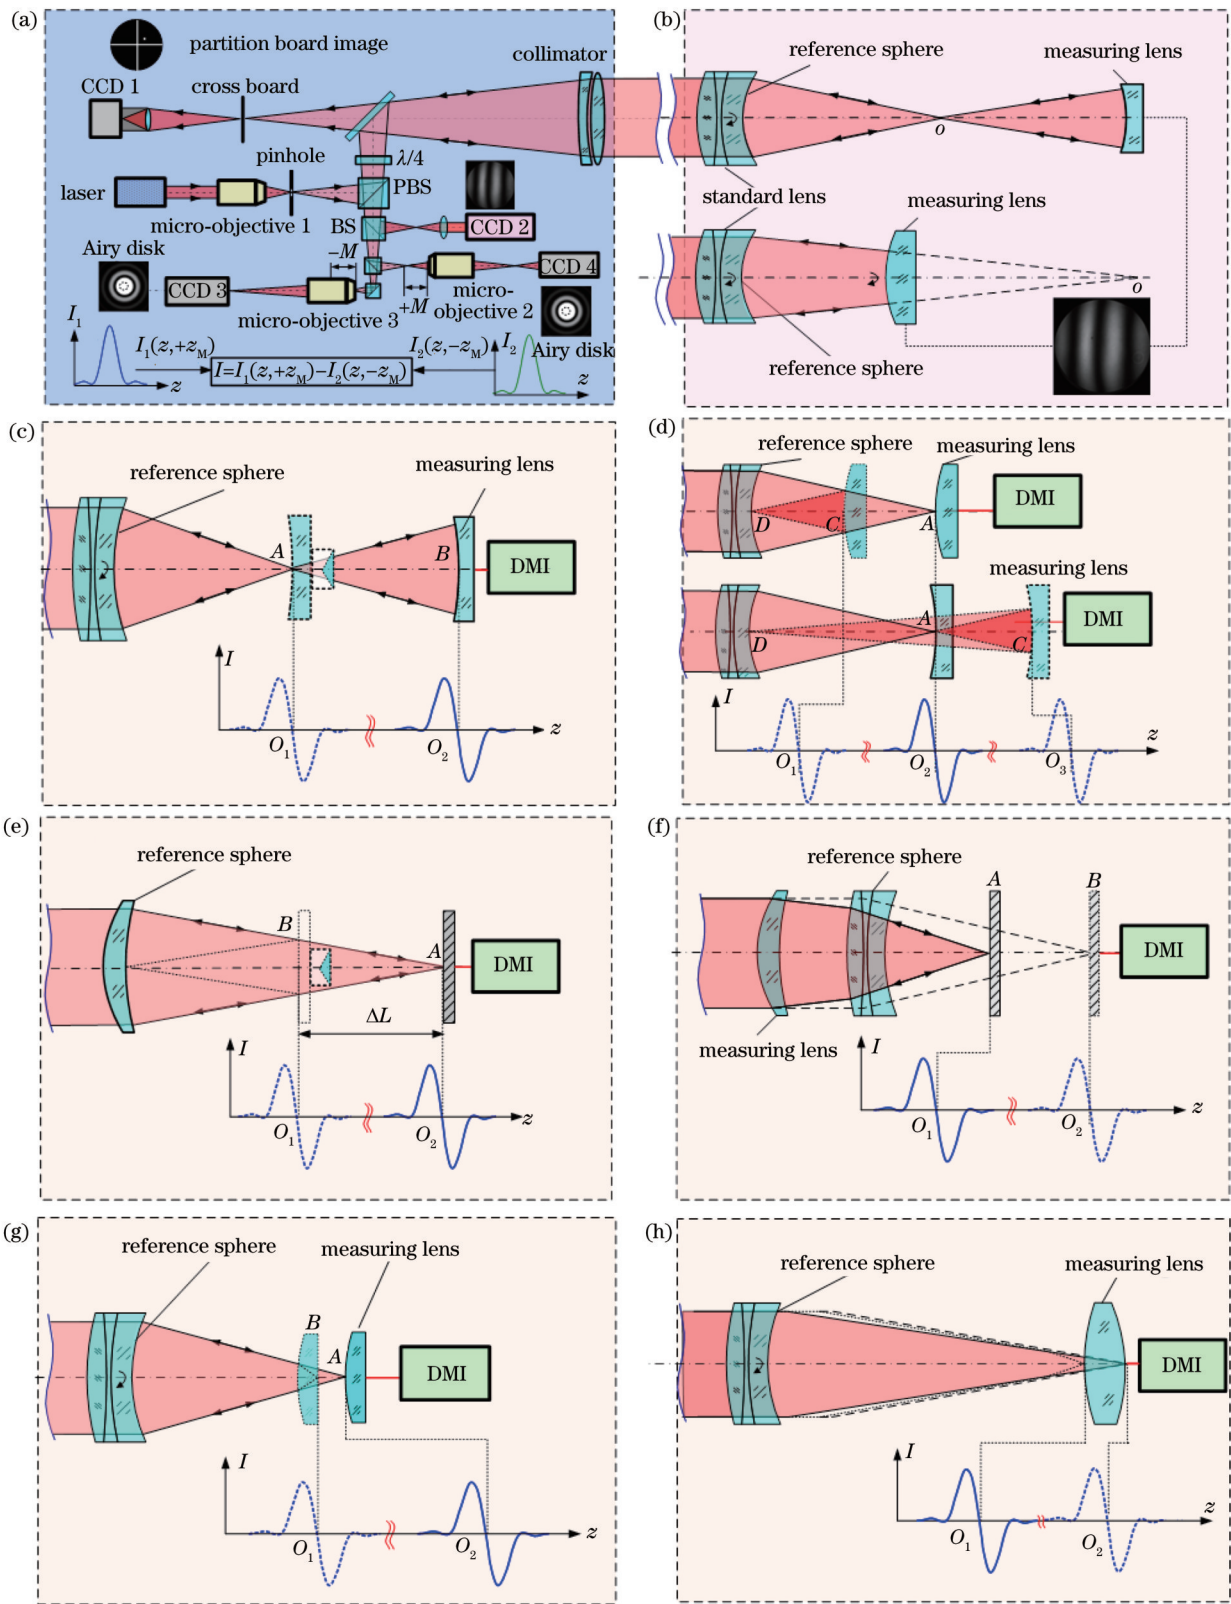 (a)
partition board image
collimator
CCD 1
cross board
pinhole
λ/4
laser
PBS
micro-objective 1
BS
CCD 2
Airy disk
−M
CCD 3
CCD 4
+M
micro-
objective 2
micro-objective 3
I1
I1(z,+zM)
I2(z,−zM)
I2
Airy disk
I=I1(z,+zM)−I2(z,−zM)
z
z
(b)
reference sphere
measuring lens
o
standard lens
measuring lens
o
reference sphere
(c)
reference sphere
measuring lens
A
B
DMI
I
O1
O2
z
(d)
reference sphere
measuring lens
DMI
D
C
A
measuring lens
A
DMI
D
C
I
z
O1
O2
O3
(e)
reference sphere
B
A
DMI
ΔL
I
O1
O2
z
(f)
reference sphere
A
B
DMI
measuring lens
I
z
O1
O2
(g)
reference sphere
measuring lens
B
A
DMI
I
O1
O2
z
(h)
reference sphere
measuring lens
DMI
I
z
O1
O2